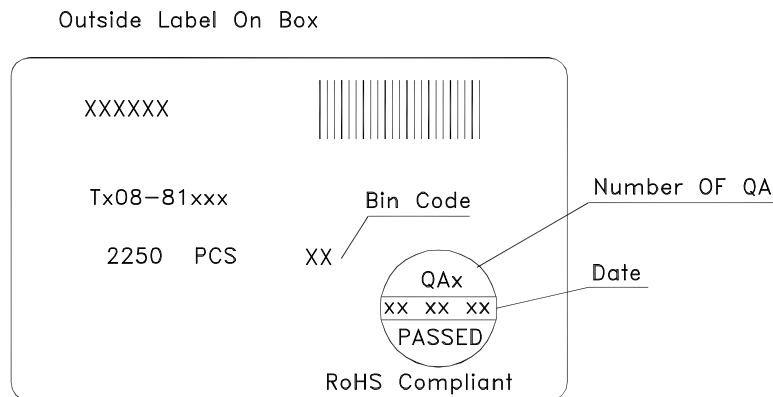 Outside Label On Box
XXXXXX
Tx08-81xxx
Bin Code
Number OF QA
2250 PCS
XX
QAx
Date
xx xx xx
PASSED
RoHS Compliant